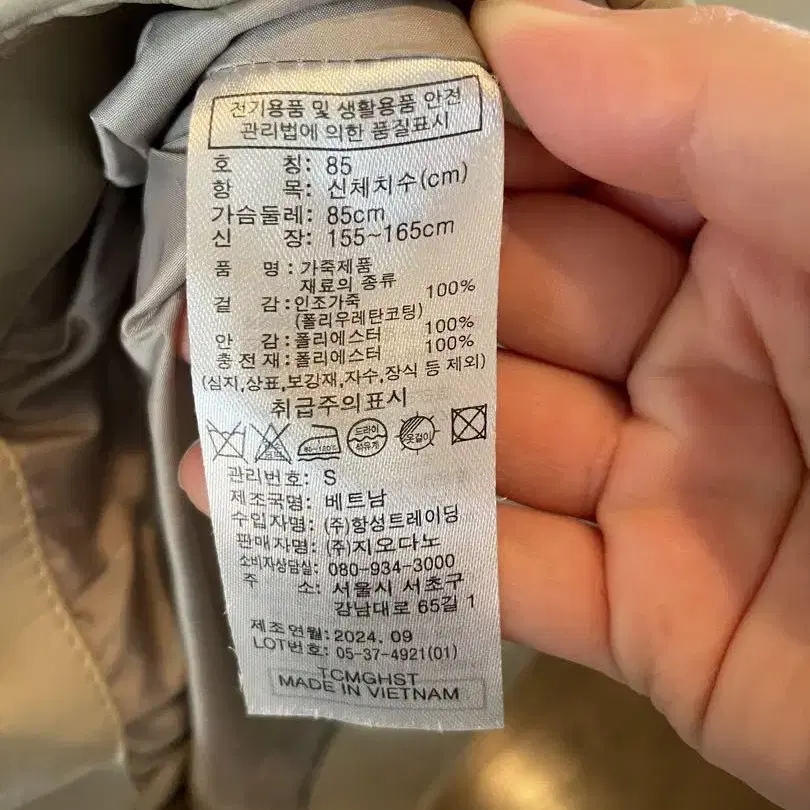 전기용품 및 생활용품 안전
관리법에 의한 품질표시
호 칭: 85
항 목: 신체치수(cm)
가슴둘레: 85cm
신 장: 155~165cm
품 명: 가죽제품
재료의 종류
겉 감: 인조가죽 100%
(폴리우레탄코팅)
안 감: 폴리에스터 100%
충전재: 폴리에스터 100%
(심지,상표,보강재,자수,장식 등 제외)
취급주의표시
드라이
석유계
옷걸이
관리번호: S
제조국명: 베트남
수입자명: (주)항성트레이딩
판매자명: (주)지오다노
소비자상담실: 080-934-3000
주 소: 서울시 서초구
강남대로 65길 1
제조연월: 2024. 09
LOT번호: 05-37-4921(01)
TCMGHST
MADE IN VIETNAM